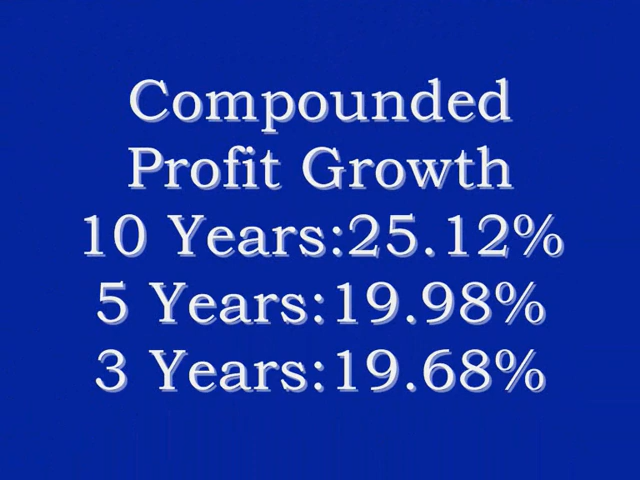 Compounded
Profit Growth
10 Years:25.12%
5 Years:19.98%
3 Years:19.68%